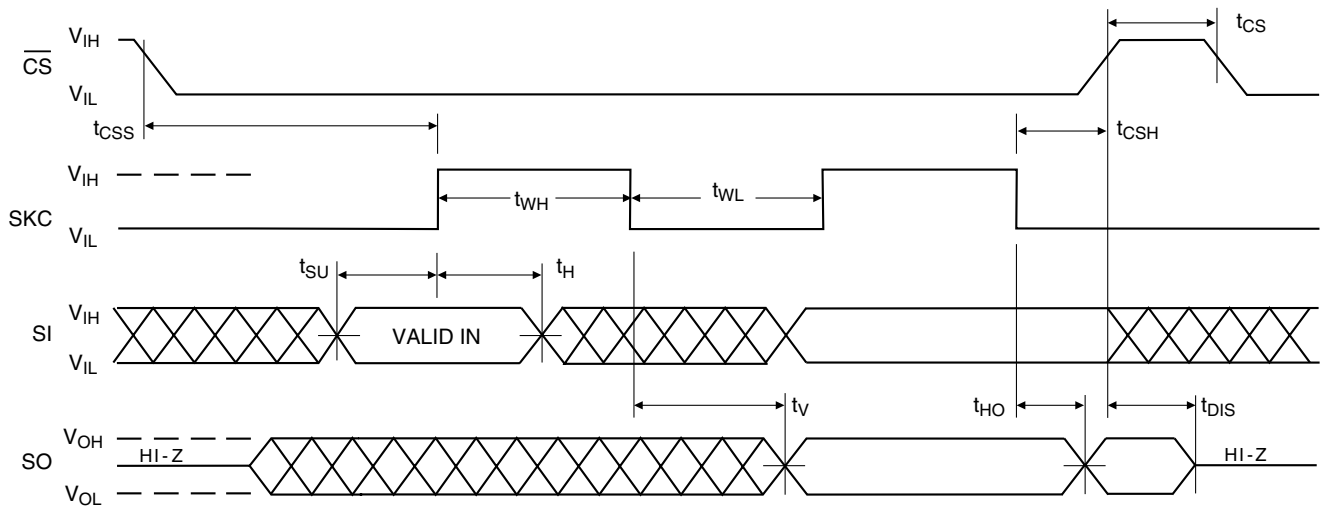 V_IH
t_CS
C̅S̅
V_IL
t_CSS
t_CSH
V_IH
t_WH
t_WL
SKC
V_IL
t_SU
t_H
V_IH
SI
VALID IN
V_IL
t_V
t_HO
t_DIS
V_OH
SO
HI-Z
HI-Z
V_OL